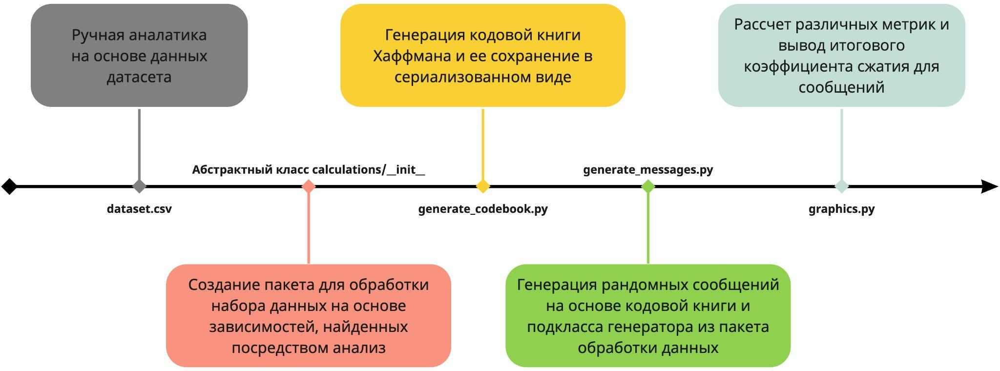 Ручная аналатика
на основе данных
датасета
Генерация кодовой книги
Хаффмана и ее сохранение в
сериализованном виде
Рассчет различных метрик и
вывод итогового
коэффициента сжатия для
сообщений
Абстрактный класс calculations/__init__
generate_messages.py
dataset.csv
generate_codebook.py
graphics.py
Создание пакета для обработки
набора данных на основе
зависимостей, найденных
посредством анализ
Генерация рандомных сообщений
на основе кодовой книги и
подкласса генератора из пакета
обработки данных